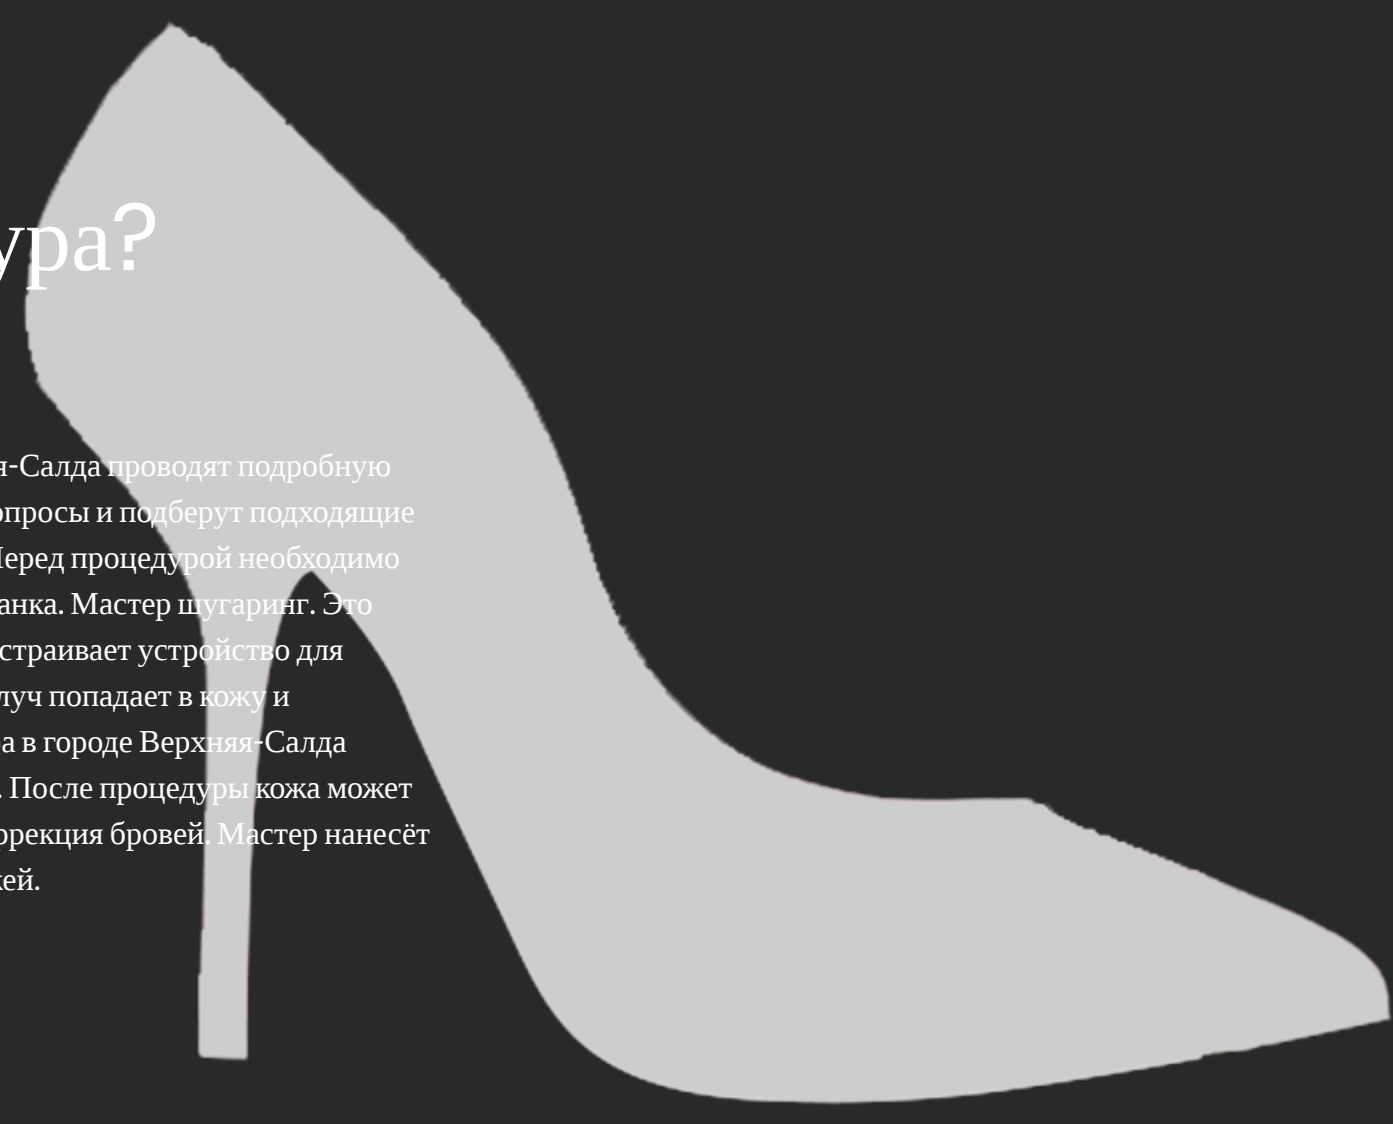 ура?
я-Салда проводят подробную
опросы и подберут подходящие
Перед процедурой необходимо
анка. Мастер шугаринг. Это
страивает устройство для
луч попадает в кожу и
а в городе Верхняя-Салда
. После процедуры кожа может
ррекция бровей. Мастер нанесёт
кей.